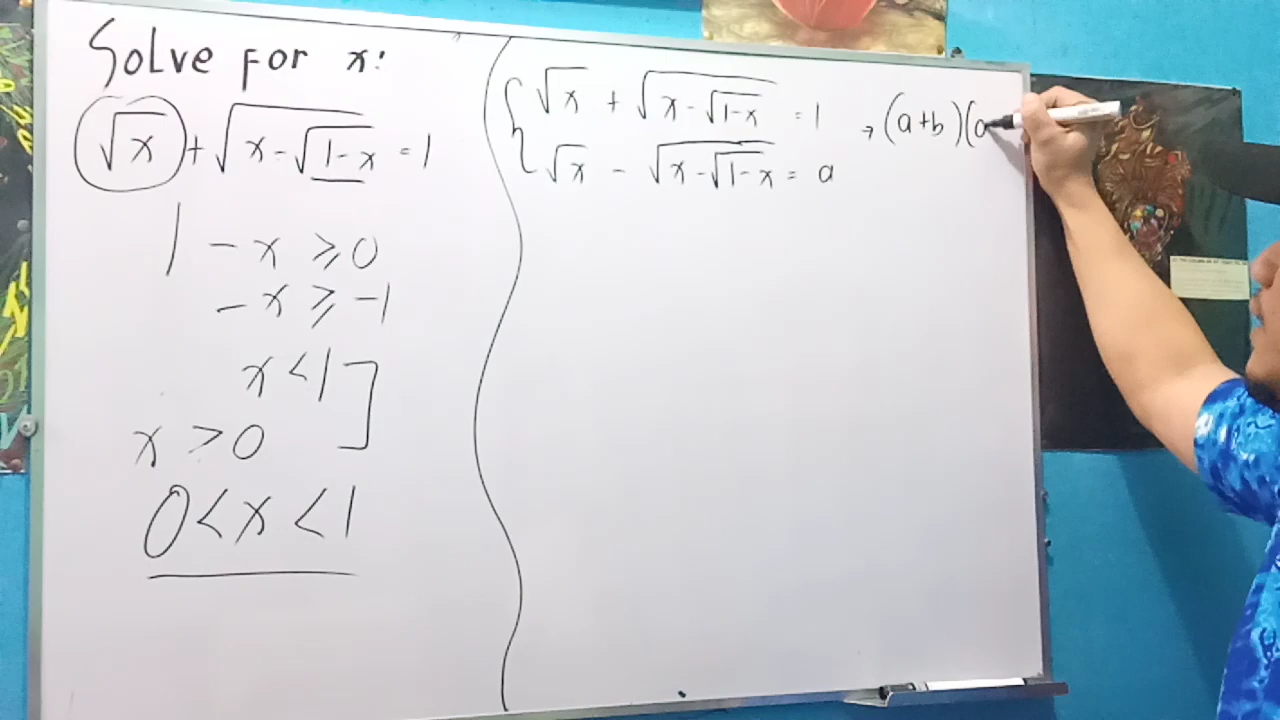 Solve for x:
√x + √(x-√(1-x)) = 1
1 - x ≥ 0
-x ≥ -1
x < 1
x > 0
0 < x < 1
√x + √(x-√(1-x)) = 1
√x - √(x-√(1-x)) = a
→ (a+b)(a